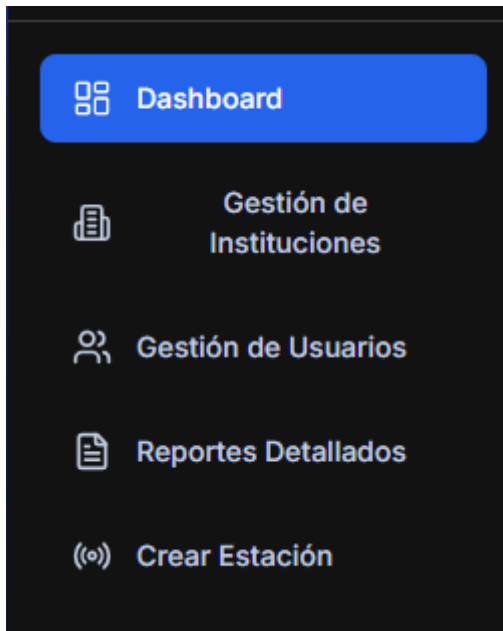 Dashboard
Gestión de
Instituciones
Gestión de Usuarios
Reportes Detallados
Crear Estación